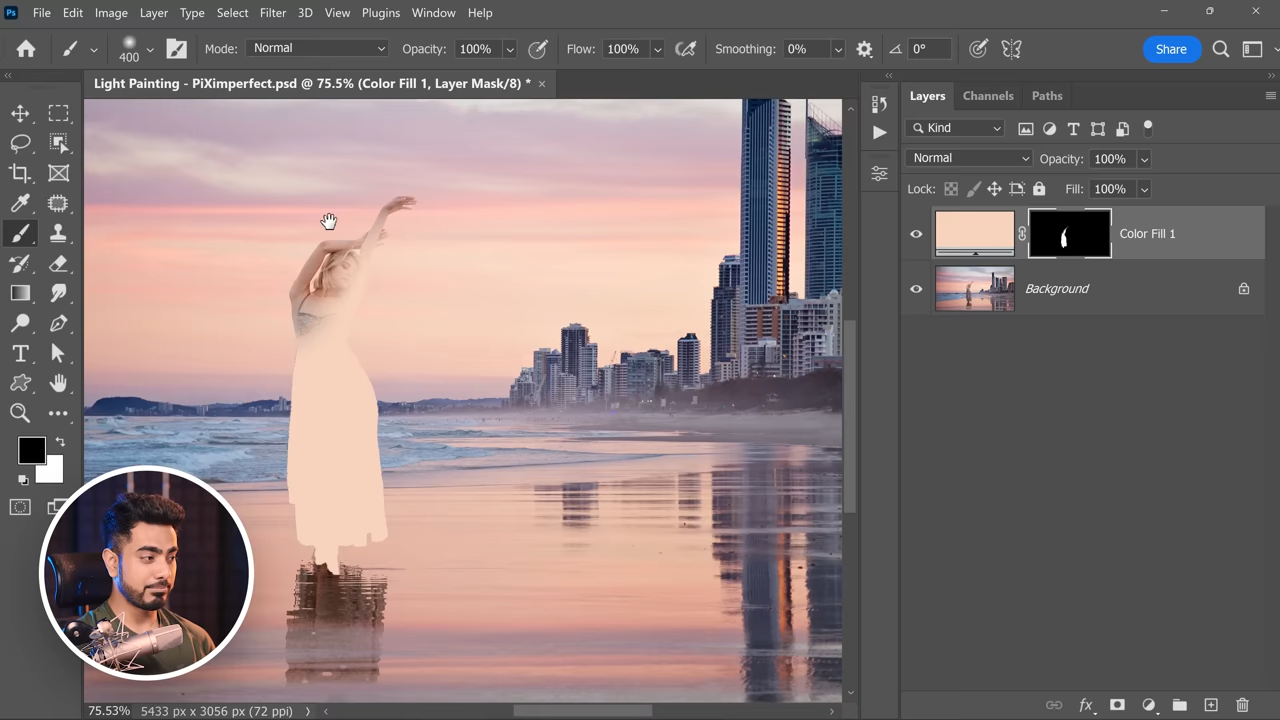 Ps File Edit Image Layer Type Select Filter 3D View Plugins Window Help
400 Mode: Normal Opacity: 100% Flow: 100% Smoothing: 0% 0° Share
Light Painting - PiXimperfect.psd @ 75.5% (Color Fill 1, Layer Mask/8) *
Layers Channels Paths
Kind
Normal Opacity: 100%
Lock: Fill: 100%
Color Fill 1
Background
75.53% 5433 px x 3056 px (72 ppi)